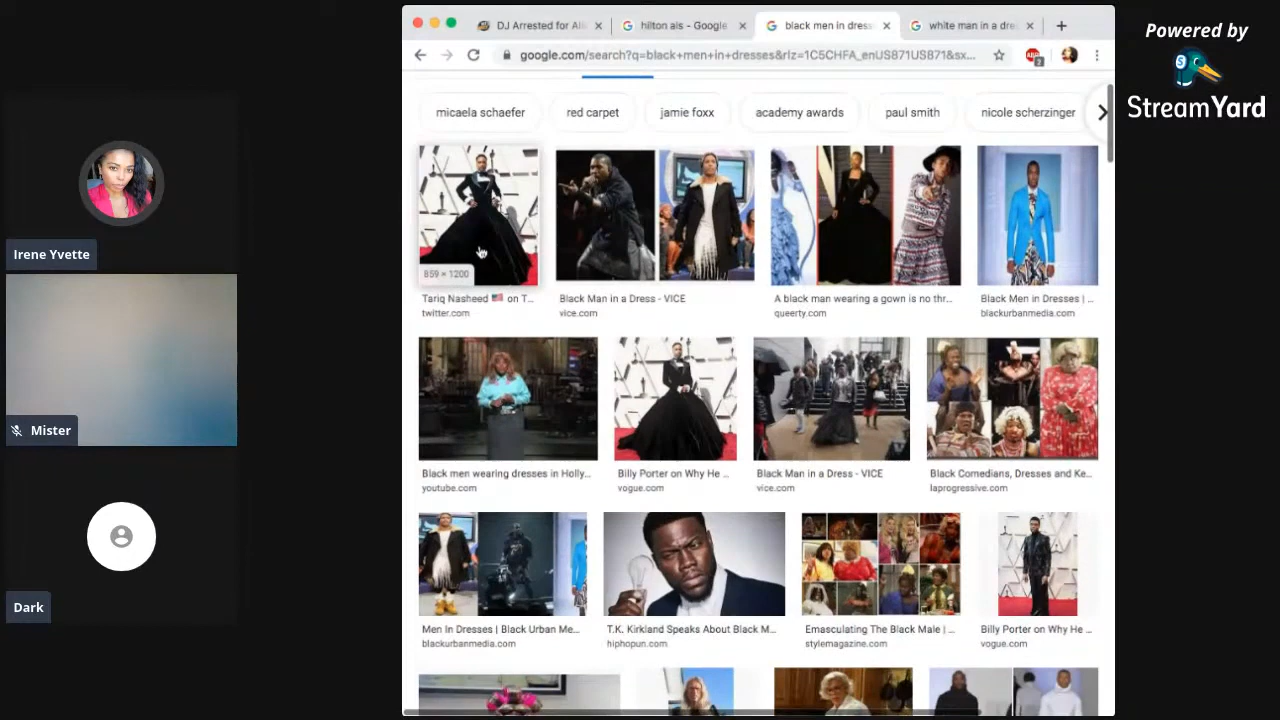 DJ Arrested for All
hilton als - Google
black men in dress
white man in a dre
Powered by
StreamYard
google.com/search?q=black+men+in+dresses&rlz=1C5CHFA_enUS871US871&sx...
ABP
2
micaela schaefer
red carpet
jamie foxx
academy awards
paul smith
nicole scherzinger
859 × 1200
Tariq Nasheed 🇺🇸 on T...
Black Man in a Dress - VICE
A black man wearing a gown is no thr...
Black Men in Dresses | ...
twitter.com
vice.com
queerty.com
blackurbanmedia.com
Irene Yvette
Mister
Black men wearing dresses in Holly...
Billy Porter on Why He ...
Black Man in a Dress - VICE
Black Comedians, Dresses and Ke...
youtube.com
vogue.com
vice.com
laprogressive.com
Dark
Men In Dresses | Black Urban Me...
T.K. Kirkland Speaks About Black M...
Emasculating The Black Male | ...
Billy Porter on Why He ...
blackurbanmedia.com
hiphopun.com
stylemagazine.com
vogue.com